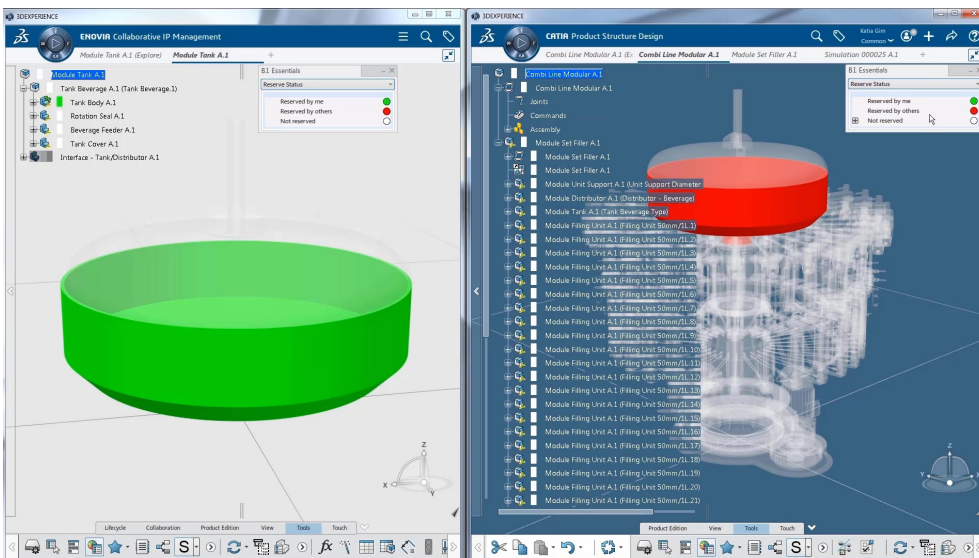 3DEXPERIENCE
ENOVIA Collaborative IP Management
Module Tank A.1 (Explore)
Module Tank A.1
+
Module Tank A.1
Tank Beverage A.1 (Tank Beverage.1)
Tank Body A.1
Rotation Seal A.1
Beverage Feeder A.1
Tank Cover A.1
Interface - Tank/Distributor A.1
B.I Essentials
Reserve Status
Reserved by me
Reserved by others
Not reserved
Z
X
Y
Lifecycle
Collaboration
Product Edition
View
Tools
Touch
3DEXPERIENCE
CATIA Product Structure Design
Katia Gim
Common
Combi Line Modular A.1 (E
Combi Line Modular A.1
Module Set Filler A.1
Simulation 000025 A.1
+
Combi Line Modular A.1
Combi Line Modular A.1
Joints
Commands
Assembly
Module Set Filler A.1
Module Set Filler A.1
Module Set Filler A.1
Module Unit Support A.1 (Unit Support Diameter
Module Distributor A.1 (Distributor - Beverage)
Module Tank A.1 (Tank Beverage Type)
Module Filling Unit A.1 (Filling Unit 50mm/1L.1)
Module Filling Unit A.1 (Filling Unit 50mm/1L.2)
Module Filling Unit A.1 (Filling Unit 50mm/1L.3)
Module Filling Unit A.1 (Filling Unit 50mm/1L.4)
Module Filling Unit A.1 (Filling Unit 50mm/1L.5)
Module Filling Unit A.1 (Filling Unit 50mm/1L.6)
Module Filling Unit A.1 (Filling Unit 50mm/1L.7)
Module Filling Unit A.1 (Filling Unit 50mm/1L.8)
Module Filling Unit A.1 (Filling Unit 50mm/1L.9)
Module Filling Unit A.1 (Filling Unit 50mm/1L.10)
Module Filling Unit A.1 (Filling Unit 50mm/1L.11)
Module Filling Unit A.1 (Filling Unit 50mm/1L.12)
Module Filling Unit A.1 (Filling Unit 50mm/1L.13)
Module Filling Unit A.1 (Filling Unit 50mm/1L.14)
Module Filling Unit A.1 (Filling Unit 50mm/1L.15)
Module Filling Unit A.1 (Filling Unit 50mm/1L.16)
Module Filling Unit A.1 (Filling Unit 50mm/1L.17)
Module Filling Unit A.1 (Filling Unit 50mm/1L.18)
Module Filling Unit A.1 (Filling Unit 50mm/1L.19)
Module Filling Unit A.1 (Filling Unit 50mm/1L.20)
Module Filling Unit A.1 (Filling Unit 50mm/1L.21)
B.I Essentials
Reserve Status
Reserved by me
Reserved by others
Not reserved
Z
Y
Product Edition
View
Tools
Touch